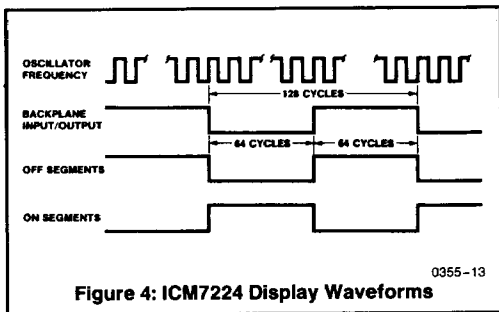 OSCILLATOR
FREQUENCY
128 CYCLES
BACKPLANE
INPUT/OUTPUT
64 CYCLES
64 CYCLES
OFF SEGMENTS
ON SEGMENTS
0355-13
Figure 4: ICM7224 Display Waveforms